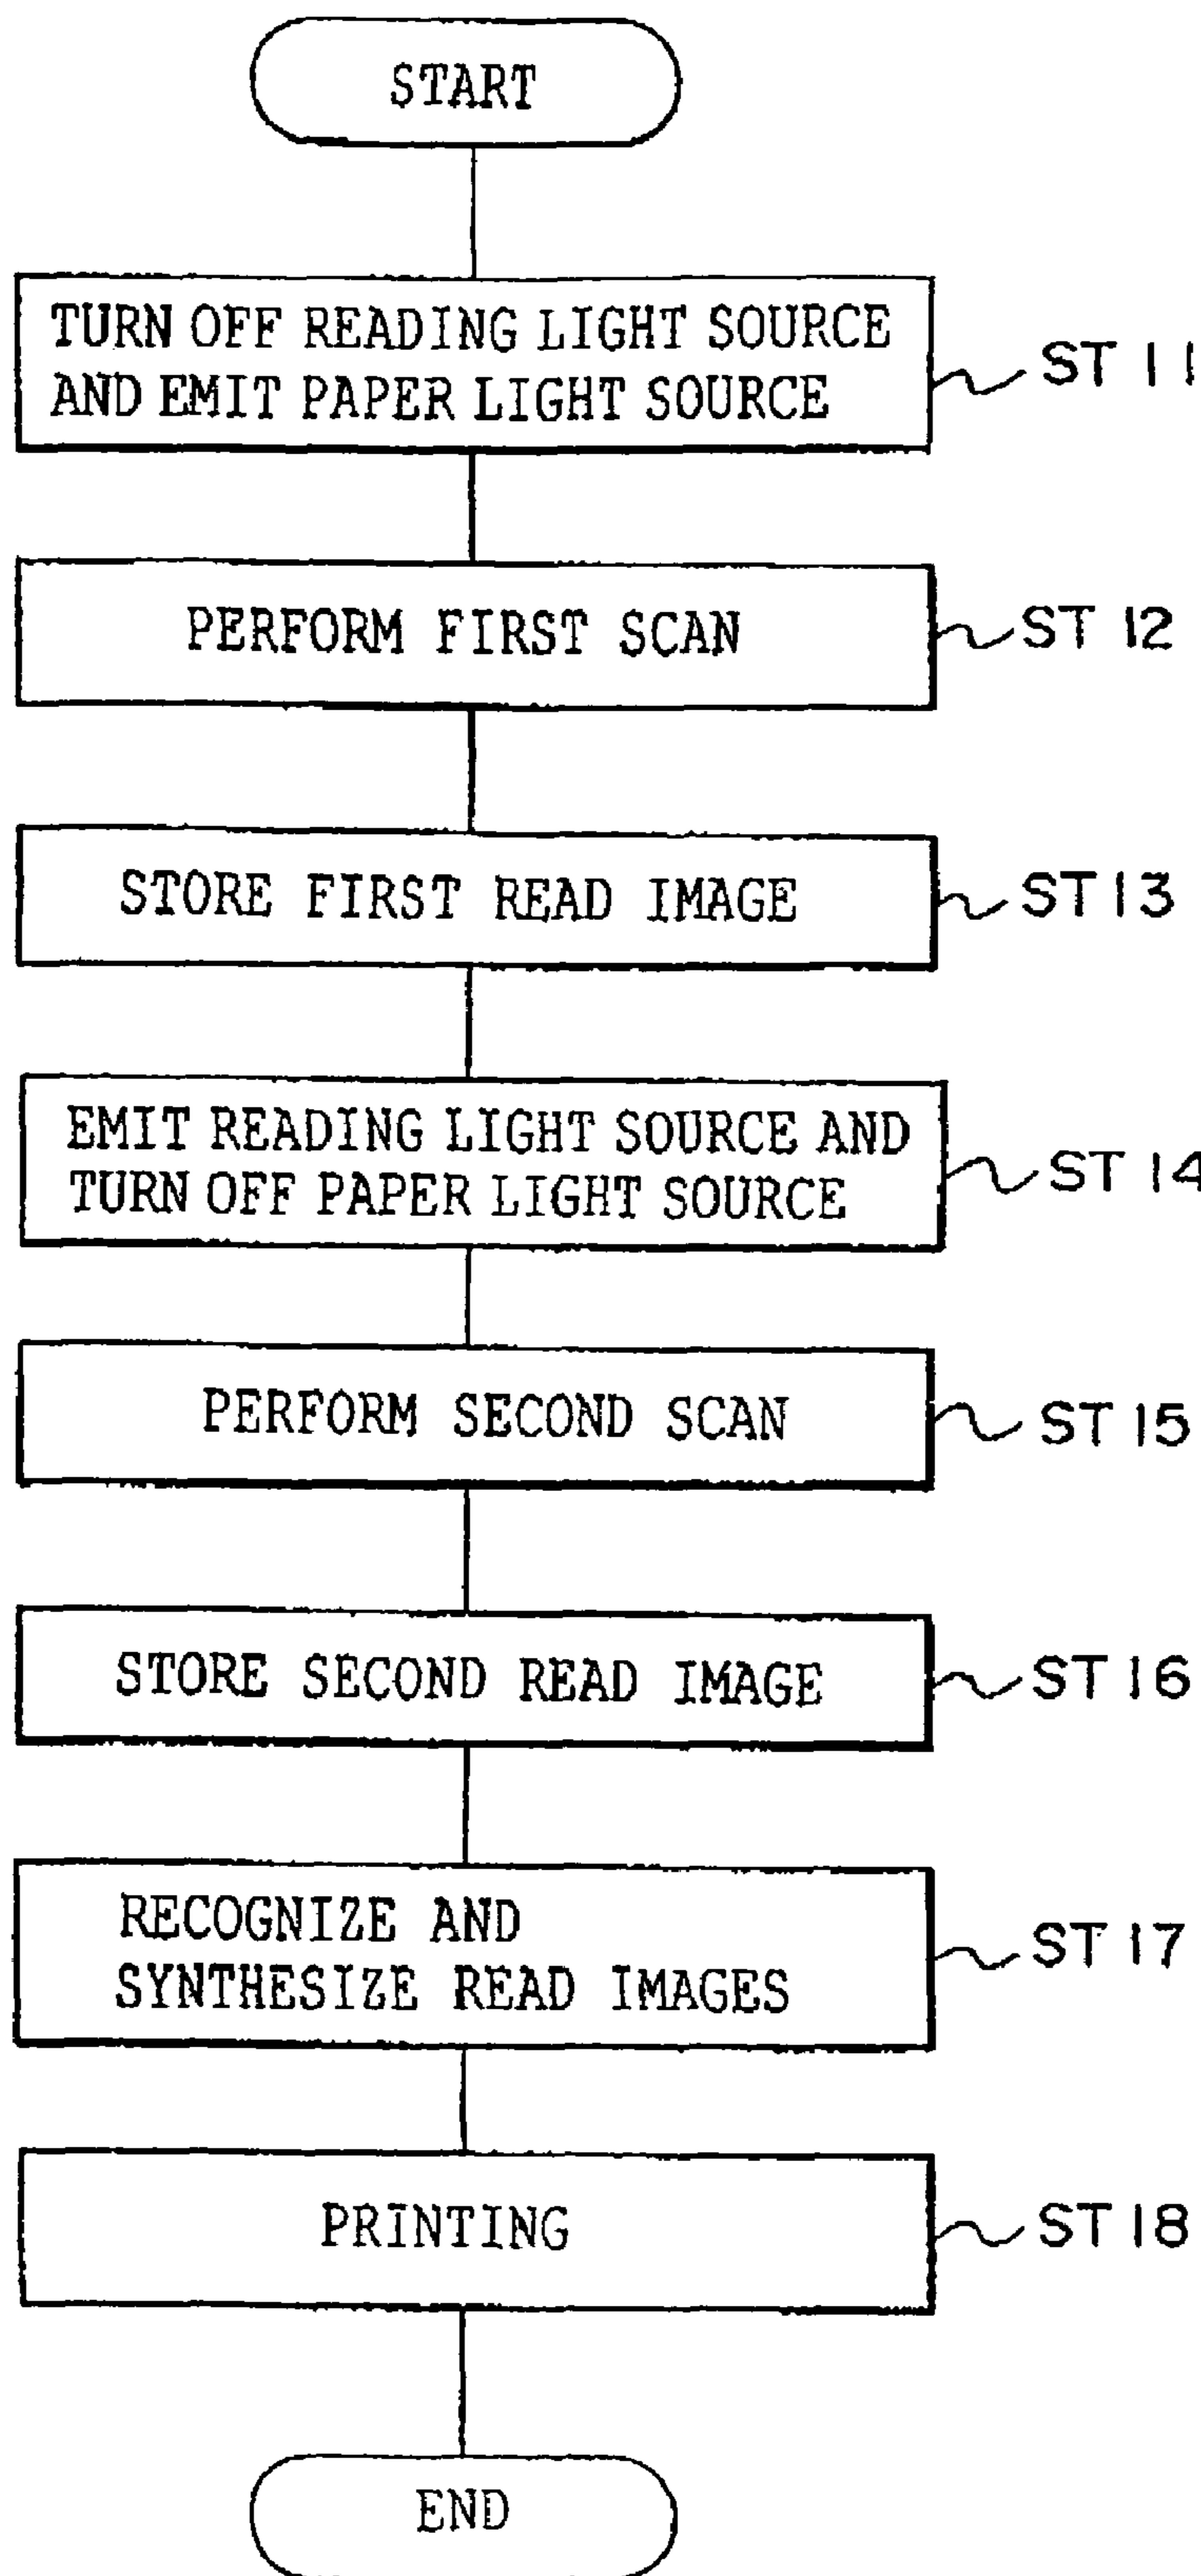 START
TURN OFF READING LIGHT SOURCE
AND EMIT PAPER LIGHT SOURCE
ST 11
PERFORM FIRST SCAN
ST 12
STORE FIRST READ IMAGE
ST 13
EMIT READING LIGHT SOURCE AND
TURN OFF PAPER LIGHT SOURCE
ST 14
PERFORM SECOND SCAN
ST 15
STORE SECOND READ IMAGE
ST 16
RECOGNIZE AND
SYNTHESIZE READ IMAGES
ST 17
PRINTING
ST 18
END